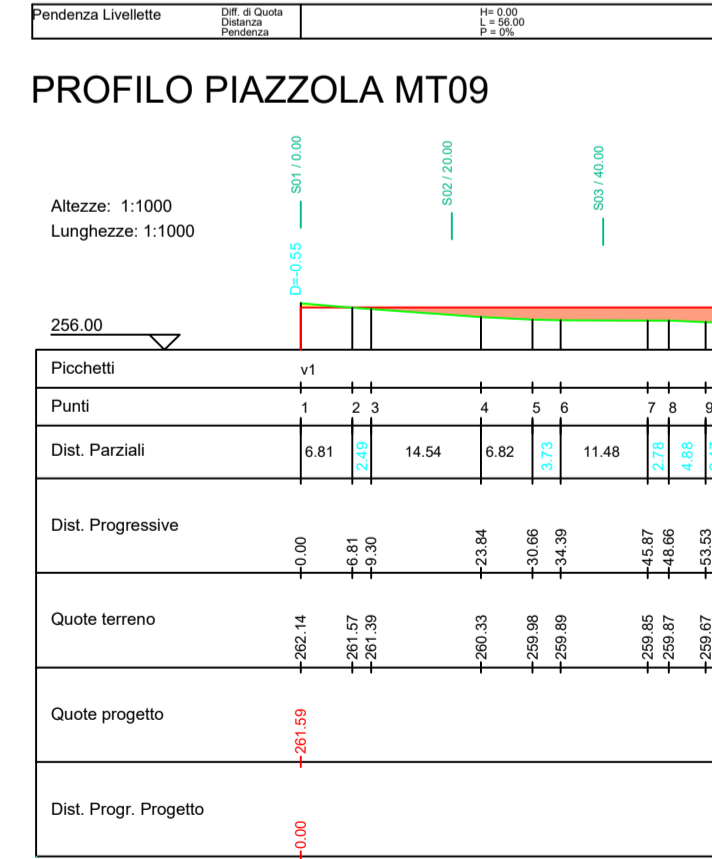 Pendenza Livellette
Diff. di Quota
Distanza
Pendenza
H= 0.00
L = 56.00
P = 0%
PROFILO PIAZZOLA MT09
S01 / 0.00
S02 / 20.00
S03 / 40.00
Altezze: 1:1000
Lunghezze: 1:1000
D=-0.55
256.00
Picchetti
v1
Punti
1 2 3 4 5 6 7 8 9
Dist. Parziali
6.81 2.49 14.54 6.82 3.73 11.48 2.78 4.88
Dist. Progressive
0.00 6.81 9.30 23.84 30.66 34.39 45.87 48.66 53.53
Quote terreno
262.14 261.57 261.39 260.33 259.98 259.89 259.85 259.87 259.67
Quote progetto
261.59
Dist. Progr. Progetto
0.00